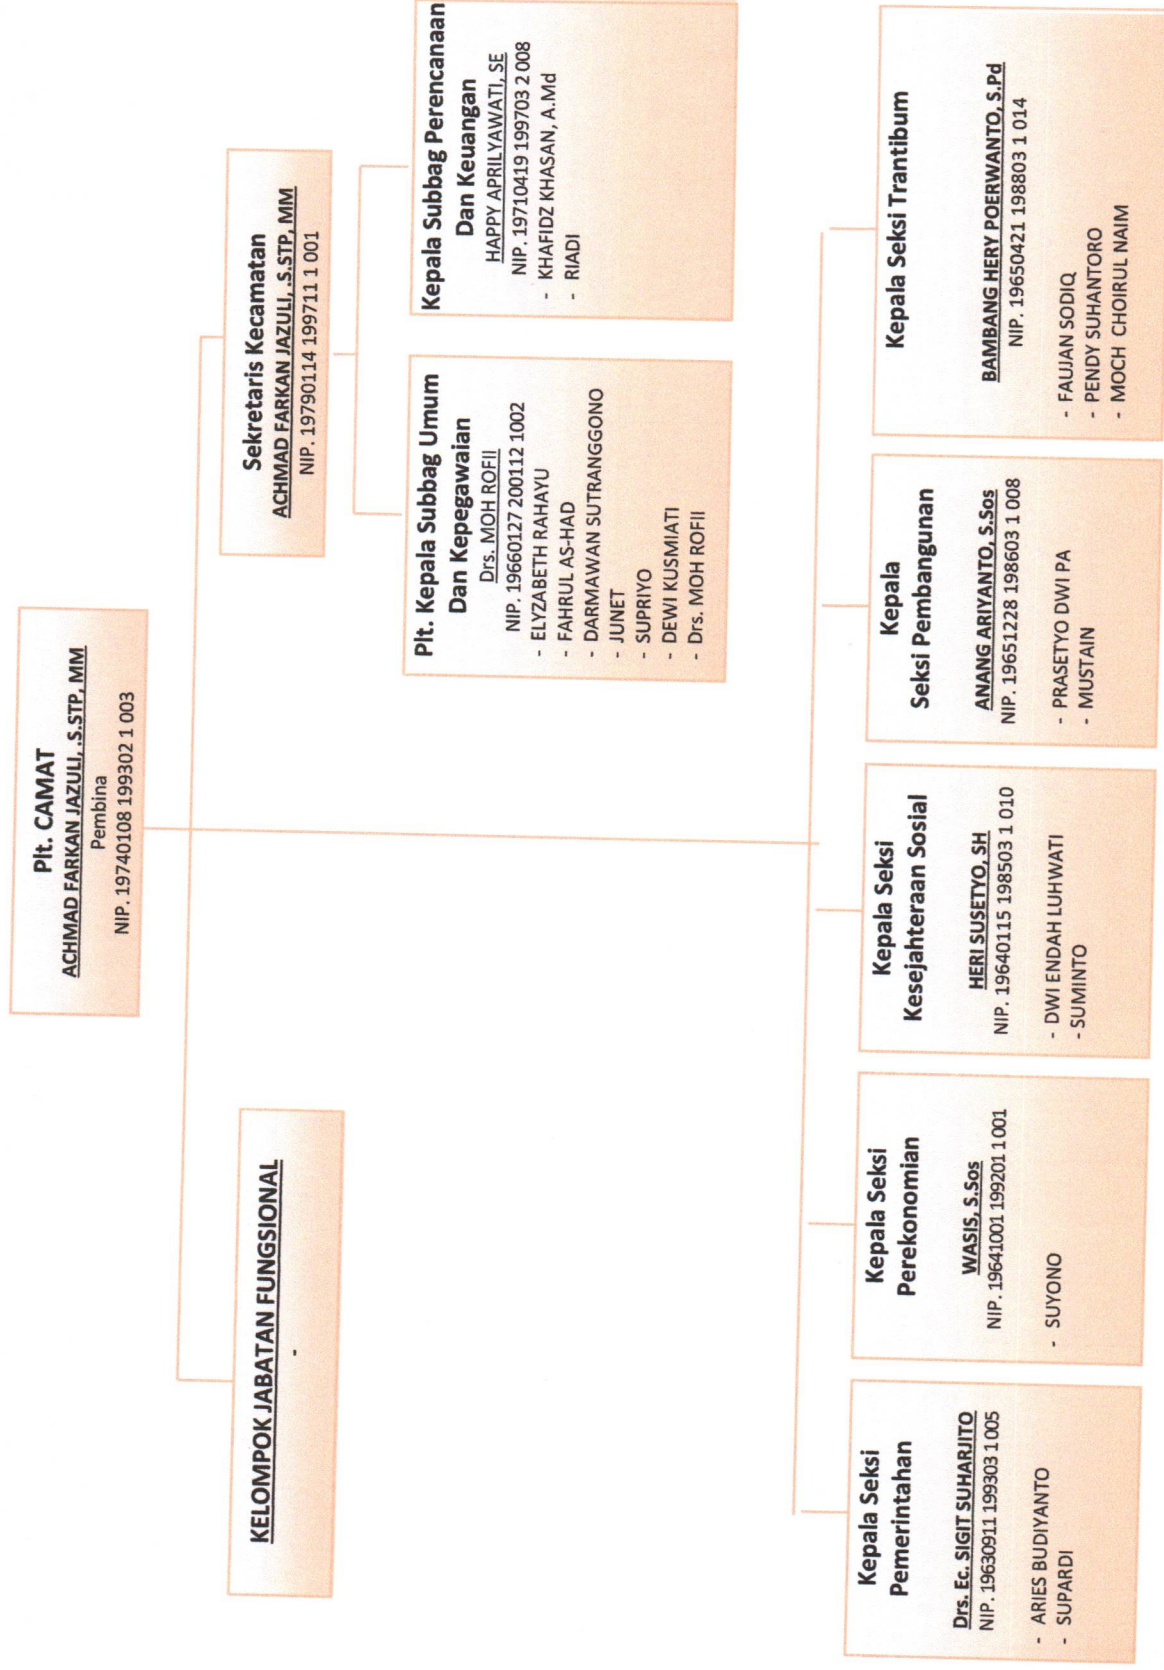 Plt. CAMAT
ACHMAD FARKAN JAZULI, .S.STP, MM
Pembina
NIP. 19740108 199302 1 003
KELOMPOK JABATAN FUNGSIONAL
-
Sekretaris Kecamatan
ACHMAD FARKAN JAZULI, .S.STP, MM
NIP. 19790114 199711 1 001
Plt. Kepala Subbag Umum
Dan Kepegawaian
Drs. MOH ROFII
NIP. 19660127 200112 1002
- ELYZABETH RAHAYU
- FAHRUL AS-HAD
- DARMAWAN SUTRANGGONO
- JUNET
- SUPRIYO
- DEWI KUSMIATI
- Drs. MOH ROFII
Kepala Subbag Perencanaan
Dan Keuangan
HAPPY APRILYAWATI, SE
NIP. 19710419 199703 2 008
- KHAFIDZ KHASAN, A.Md
- RIADI
Kepala Seksi
Pemerintahan
Drs. Ec. SIGIT SUHARJITO
NIP. 19630911 199303 1 005
- ARIES BUDIYANTO
- SUPARDI
Kepala Seksi
Perekonomian
WASIS, S.Sos
NIP. 19641001 199201 1 001
- SUYONO
Kepala Seksi
Kesejahteraan Sosial
HERI SUSETYO, SH
NIP. 19640115 198503 1 010
- DWI ENDAH LUHWATI
- SUMINTO
Kepala
Seksi Pembangunan
ANANG ARIYANTO, S.Sos
NIP. 19651228 198603 1 008
- PRASETYO DWI PA
- MUSTAIN
Kepala Seksi Trantibum
BAMBANG HERY POERWANTO, S.Pd
NIP. 19650421 198803 1 014
- FAUJAN SODIQ
- PENDY SUHANTORO
- MOCH  CHOIRUL NAIM